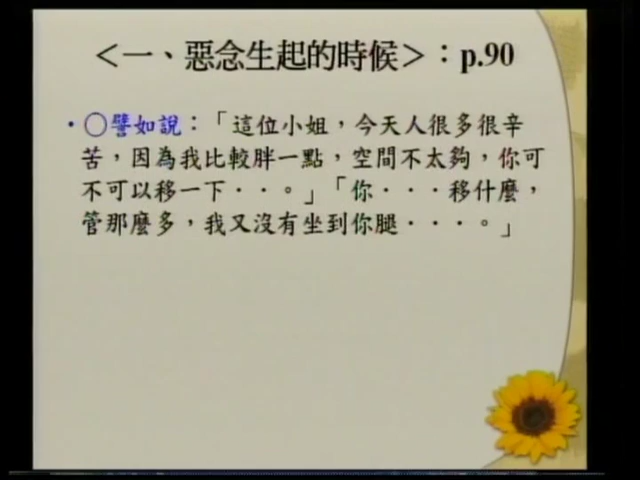 ＜一、惡念生起的時候＞：p.90
•○譬如說：「這位小姐，今天人很多很辛
苦，因為我比較胖一點，空間不太夠，你可
不可以移一下．．。」「你．．．移什麼，
管那麼多，我又沒有坐到你腿．．．。」